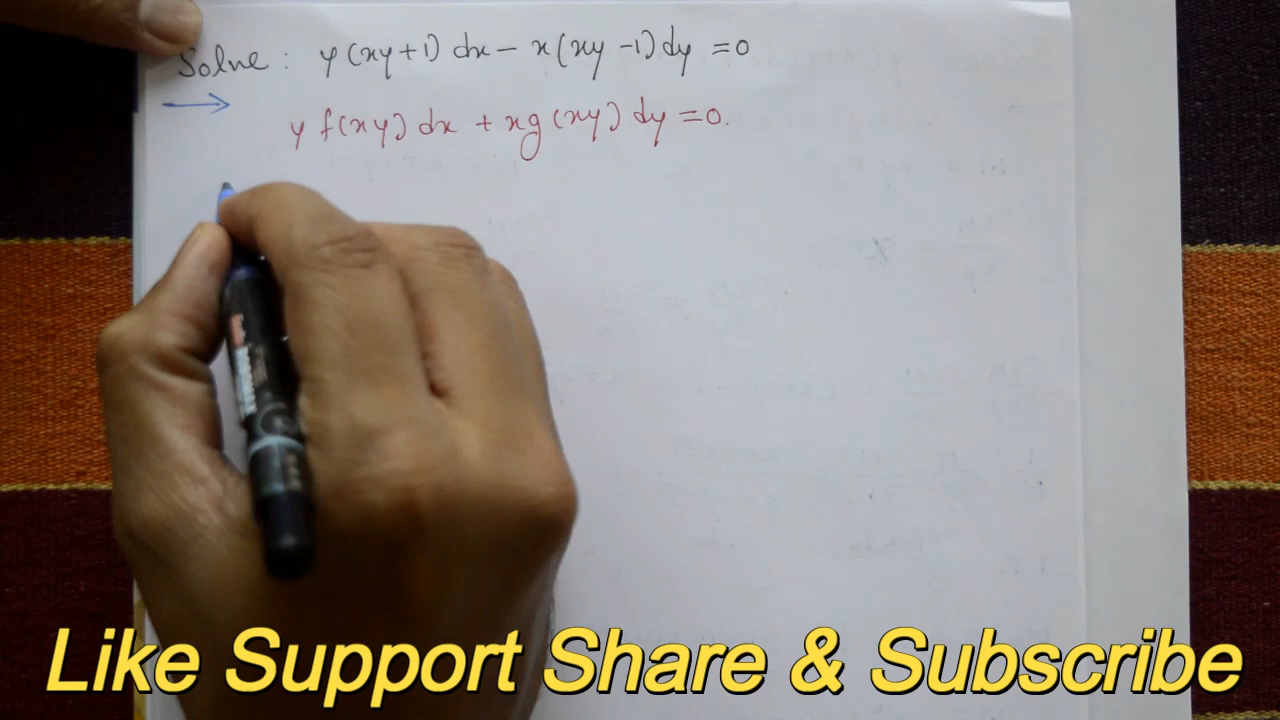 Solve : y(xy+1) dx - x(xy-1) dy = 0
y f(xy) dx + xg(xy) dy = 0.
Like Support Share & Subscribe